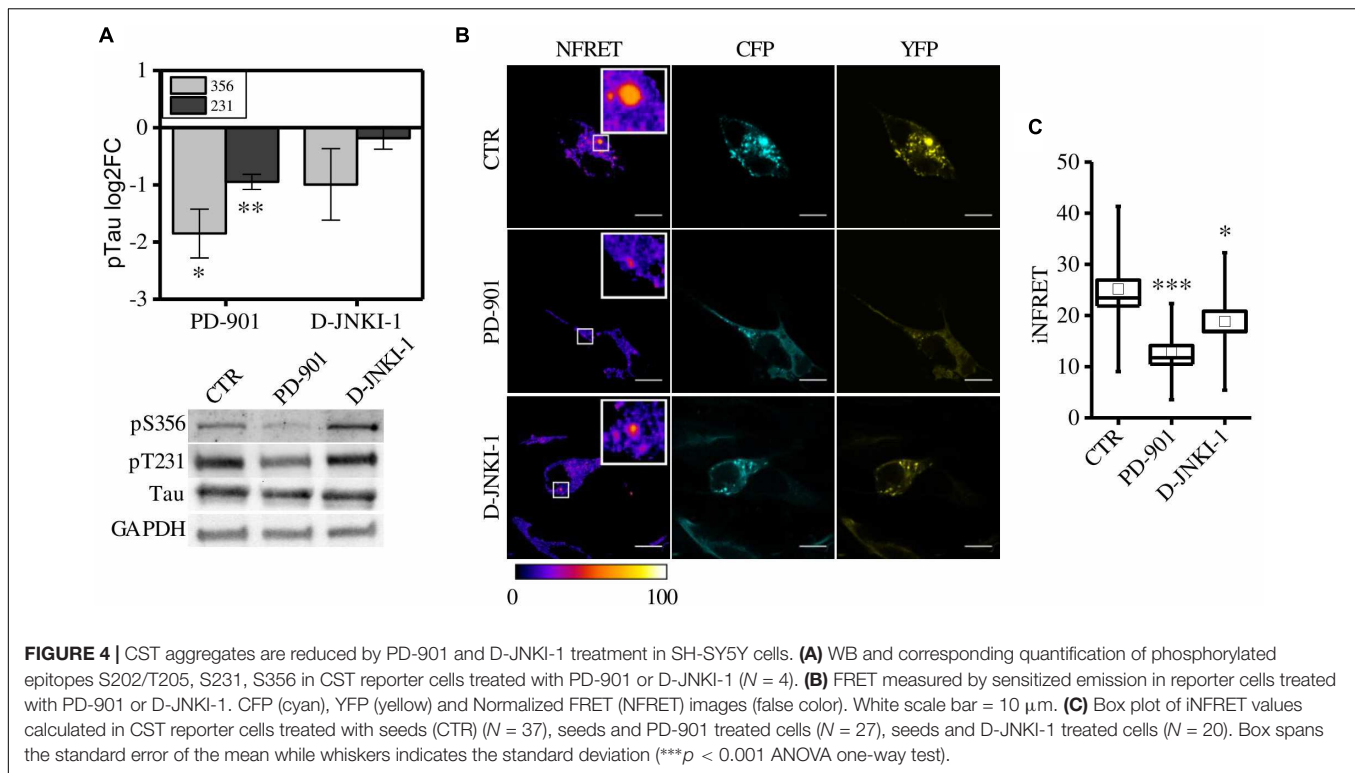 A
1
0
-1
-2
-3
pTau log2FC
356
231
*
**
PD-901
D-JNKI-1
CTR
PD-901
D-JNKI-1
pS356
pT231
Tau
GAPDH
B
NFRET
CFP
YFP
CTR
PD-901
D-JNKI-1
0
100
C
50
40
30
20
10
0
iNFRET
***
*
CTR
PD-901
D-JNKI-1
FIGURE 4 | CST aggregates are reduced by PD-901 and D-JNKI-1 treatment in SH-SY5Y cells. (A) WB and corresponding quantification of phosphorylated
epitopes S202/T205, S231, S356 in CST reporter cells treated with PD-901 or D-JNKI-1 (N = 4). (B) FRET measured by sensitized emission in reporter cells treated
with PD-901 or D-JNKI-1. CFP (cyan), YFP (yellow) and Normalized FRET (NFRET) images (false color). White scale bar = 10 μm. (C) Box plot of iNFRET values
calculated in CST reporter cells treated with seeds (CTR) (N = 37), seeds and PD-901 treated cells (N = 27), seeds and D-JNKI-1 treated cells (N = 20). Box spans
the standard error of the mean while whiskers indicates the standard deviation (***p < 0.001 ANOVA one-way test).